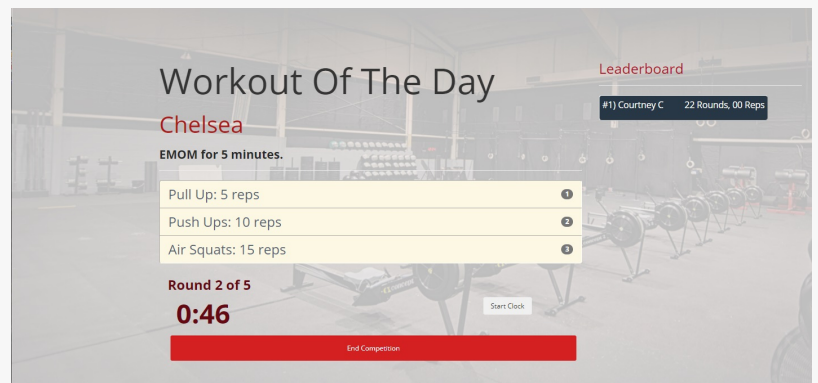 Workout Of The Day
Chelsea
EMOM for 5 minutes.
Pull Up: 5 reps 1
Push Ups: 10 reps 2
Air Squats: 15 reps 3
Round 2 of 5
0:46
Start Clock
End Competition
Leaderboard
#1) Courtney C 22 Rounds, 00 Reps